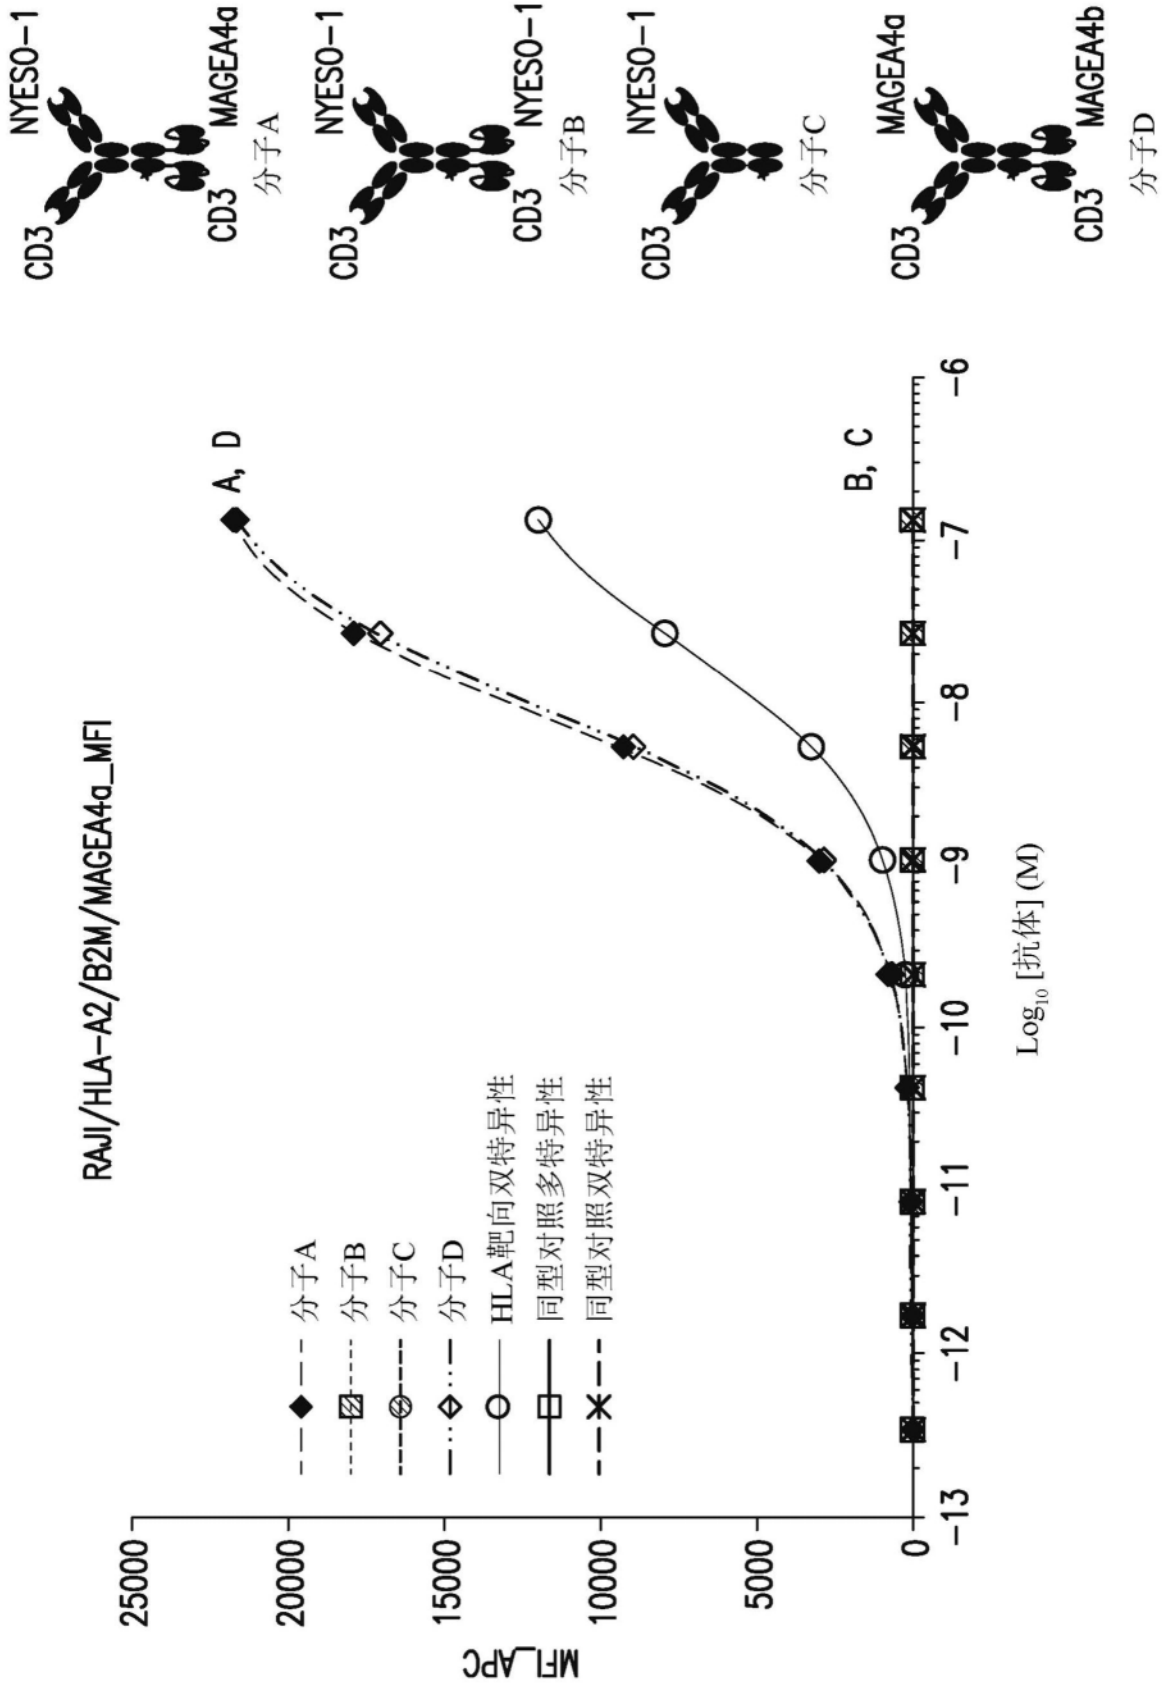 RAJI/HLA-A2/B2M/MAGEA4a_MFI
MFI_APC
25000
20000
15000
10000
5000
0
分子A
分子B
分子C
分子D
HLA靶向双特异性
同型对照多特异性
同型对照双特异性
A, D
B, C
-13
-12
-11
-10
-9
-8
-7
-6
Log₁₀ [抗体] (M)
CD3
NYESO-1
CD3
MAGEA4a
分子A
CD3
NYESO-1
CD3
NYESO-1
分子B
CD3
NYESO-1
分子C
CD3
MAGEA4a
CD3
MAGEA4b
分子D